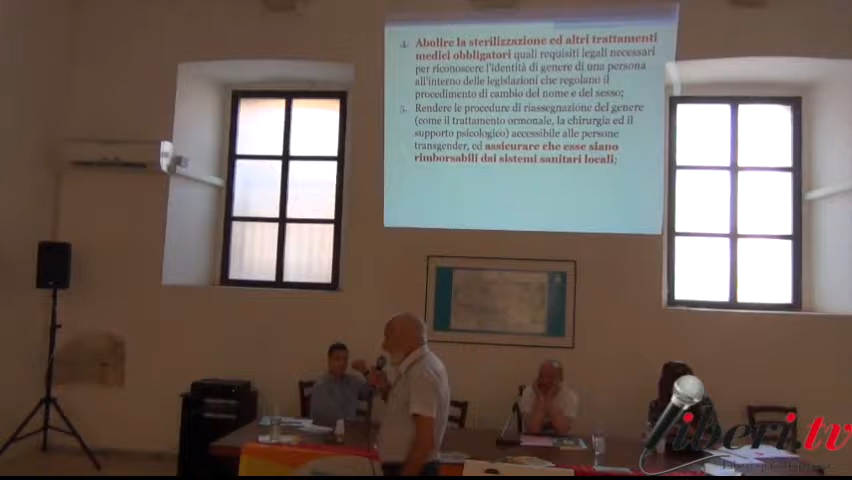 4. Abolire la sterilizzazione ed altri trattamenti
medici obbligatori quali requisiti legali necessari
per riconoscere l'identità di genere di una persona
all'interno delle legislazioni che regolano il
procedimento di cambio del nome e del sesso;
5. Rendere le procedure di riassegnazione del genere
(come il trattamento ormonale, la chirurgia ed il
supporto psicologico) accessibile alle persone
transgender, ed assicurare che esse siano
rimborsabili dai sistemi sanitari locali;
liberi.tv